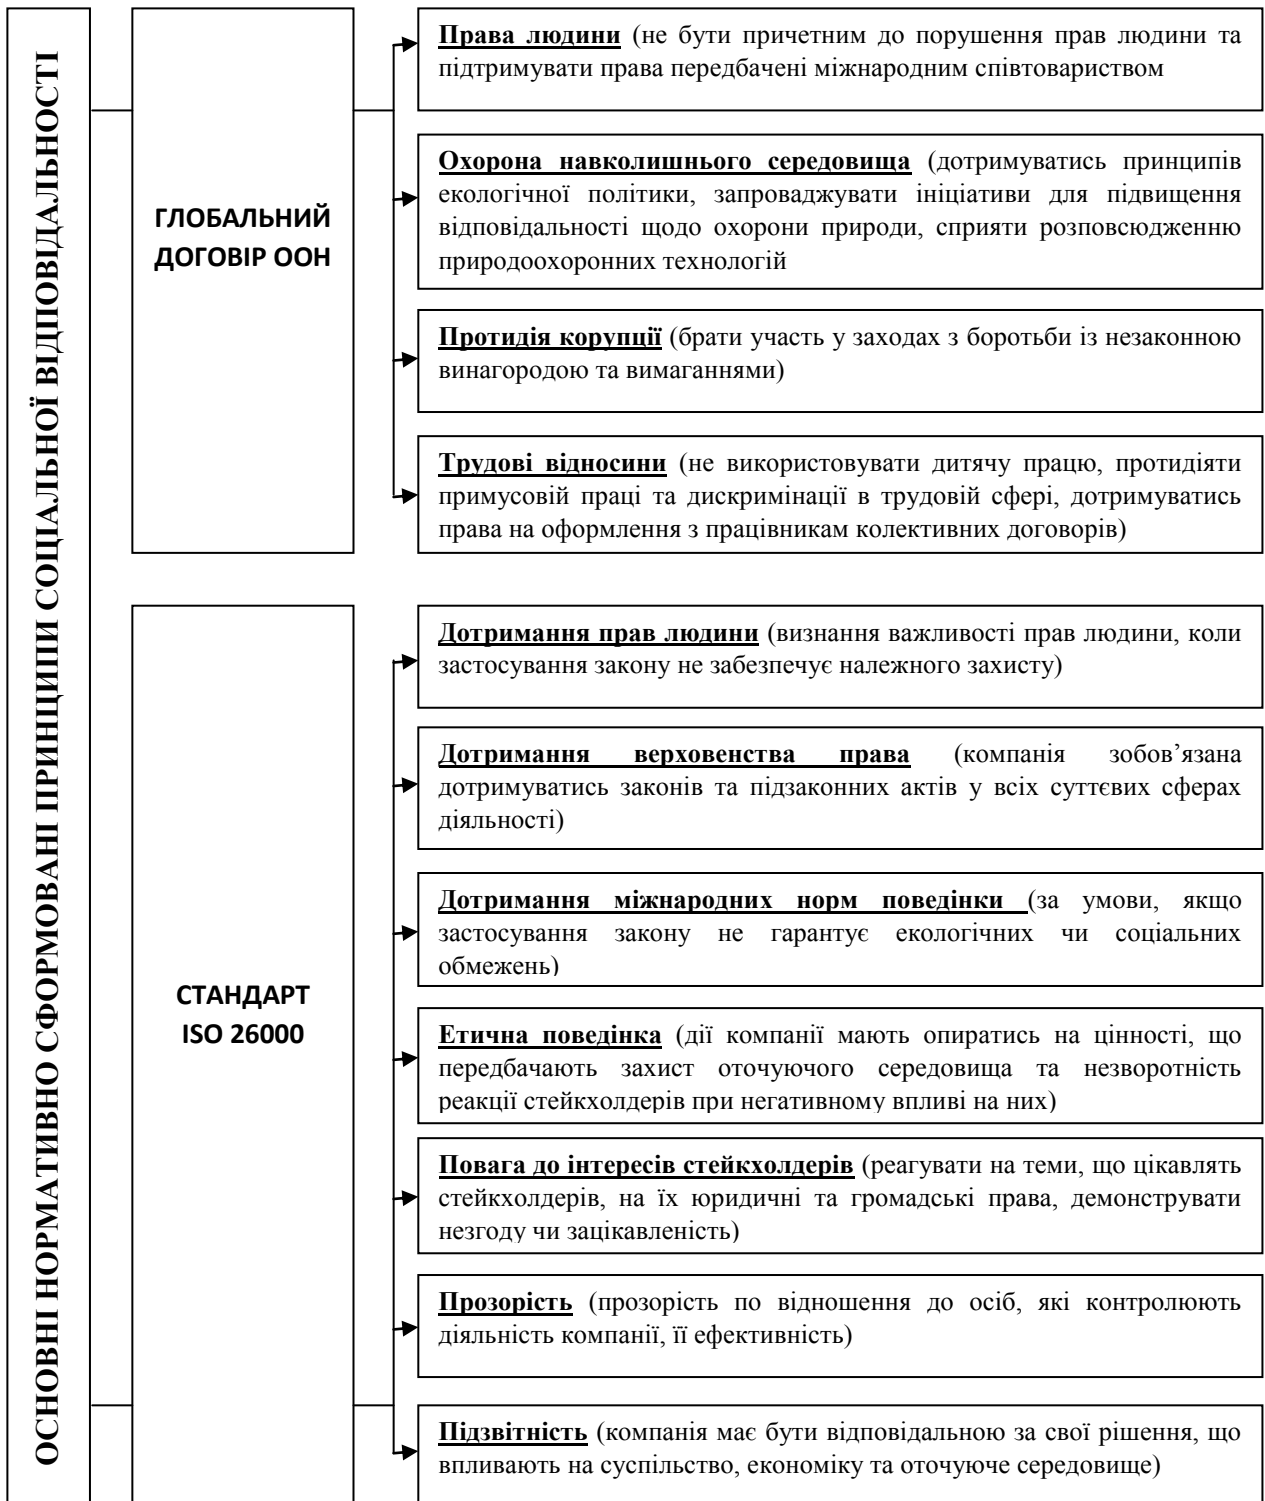 ОСНОВНІ НОРМАТИВНО СФОРМОВАНІ ПРИНЦИПИ СОЦІАЛЬНОЇ ВІДПОВІДАЛЬНОСТІ
ГЛОБАЛЬНИЙ
ДОГОВІР ООН
Права людини (не бути причетним до порушення прав людини та
підтримувати права передбачені міжнародним співтовариством
Охорона навколишнього середовища (дотримуватись принципів
екологічної політики, запроваджувати ініціативи для підвищення
відповідальності щодо охорони природи, сприяти розповсюдженню
природоохоронних технологій
Протидія корупції (брати участь у заходах з боротьби із незаконною
винагородою та вимаганнями)
Трудові відносини (не використовувати дитячу працю, протидіяти
примусовій праці та дискримінації в трудовій сфері, дотримуватись
права на оформлення з працівникам колективних договорів)
СТАНДАРТ
ISO 26000
Дотримання прав людини (визнання важливості прав людини, коли
застосування закону не забезпечує належного захисту)
Дотримання верховенства права (компанія зобов’язана
дотримуватись законів та підзаконних актів у всіх суттєвих сферах
діяльності)
Дотримання міжнародних норм поведінки (за умови, якщо
застосування закону не гарантує екологічних чи соціальних
обмежень)
Етична поведінка (дії компанії мають опиратись на цінності, що
передбачають захист оточуючого середовища та незворотність
реакції стейкхолдерів при негативному впливі на них)
Повага до інтересів стейкхолдерів (реагувати на теми, що цікавлять
стейкхолдерів, на їх юридичні та громадські права, демонструвати
незгоду чи зацікавленість)
Прозорість (прозорість по відношення до осіб, які контролюють
діяльність компанії, її ефективність)
Підзвітність (компанія має бути відповідальною за свої рішення, що
впливають на суспільство, економіку та оточуюче середовище)